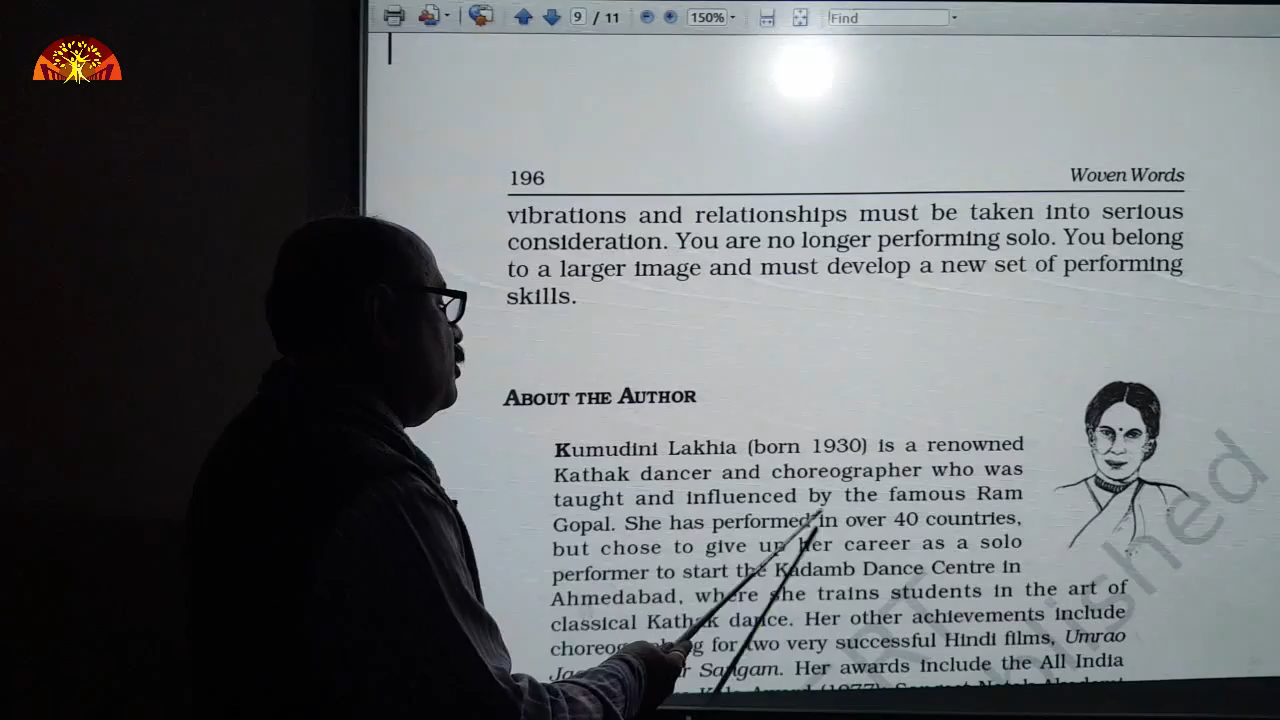 9 / 11 150% Find
196 Woven Words
vibrations and relationships must be taken into serious
consideration. You are no longer performing solo. You belong
to a larger image and must develop a new set of performing
skills.
ABOUT THE AUTHOR
Kumudini Lakhia (born 1930) is a renowned
Kathak dancer and choreographer who was
taught and influenced by the famous Ram
Gopal. She has performed in over 40 countries,
but chose to give up her career as a solo
performer to start the Kadamb Dance Centre in
Ahmedabad, where she trains students in the art of
classical Kathak dance. Her other achievements include
for two very successful Hindi films, Umrao
Sangam. Her awards include the All India
(1977)